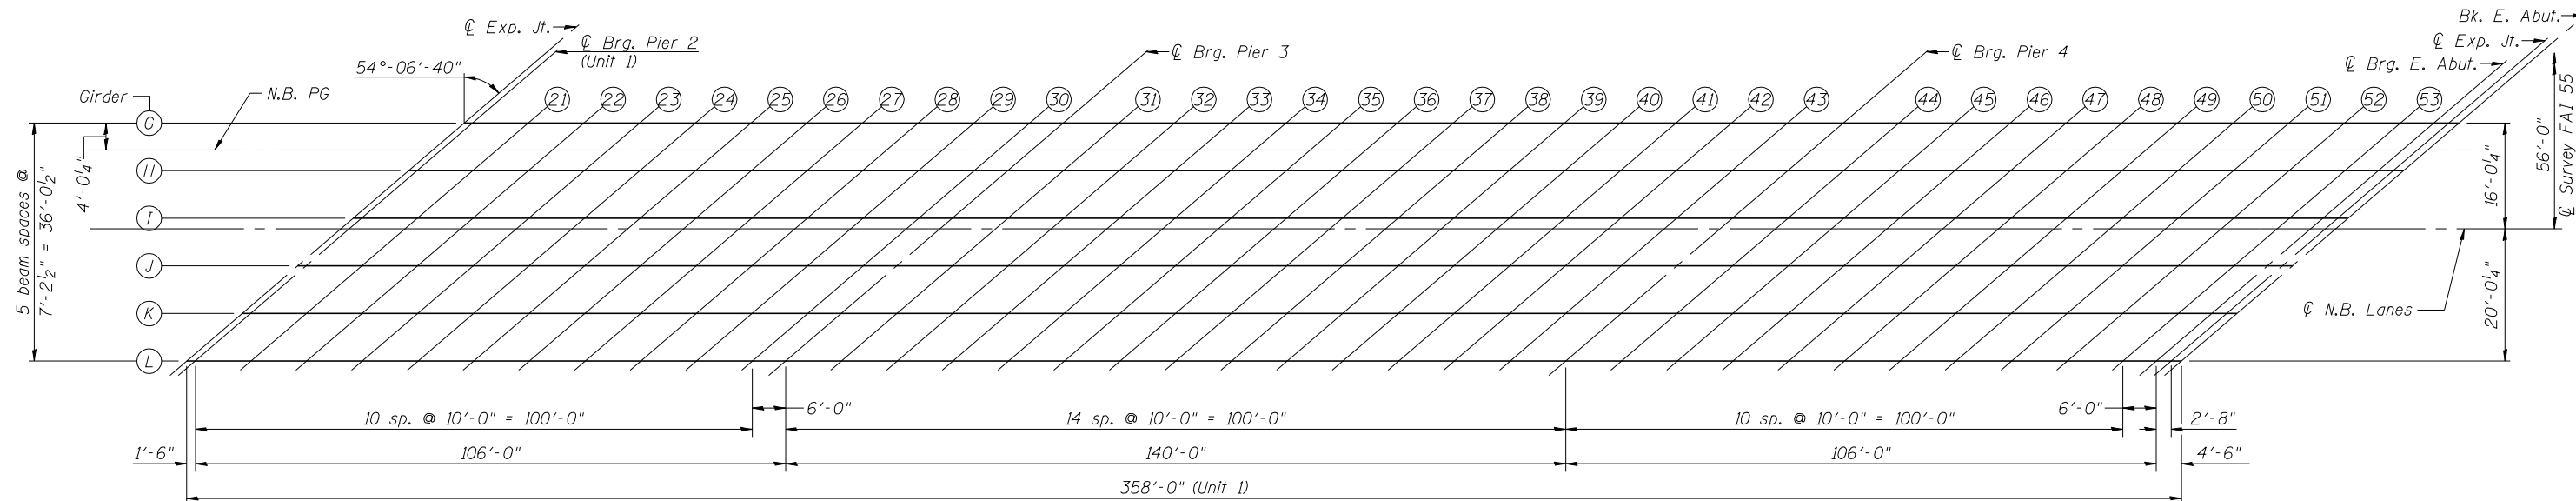 ℄ Exp. Jt.
℄ Brg. Pier 2
(Unit 1)
℄ Brg. Pier 3
℄ Brg. Pier 4
Bk. E. Abut.
℄ Exp. Jt.
℄ Brg. E. Abut.
54°-06'-40"
Girder
N.B. PG
21 22 23 24 25 26 27 28 29 30 31 32 33 34 35 36 37 38 39 40 41 42 43 44 45 46 47 48 49 50 51 52 53
G
H
I
J
K
L
5 beam spaces @
7'-2½" = 36'-0½"
4'-0¼"
16'-0¼"
56'-0"
℄ Survey FAI 55
20'-0¼"
℄ N.B. Lanes
10 sp. @ 10'-0" = 100'-0"
6'-0"
14 sp. @ 10'-0" = 100'-0"
10 sp. @ 10'-0" = 100'-0"
6'-0"
2'-8"
1'-6"
106'-0"
140'-0"
106'-0"
4'-6"
358'-0" (Unit 1)